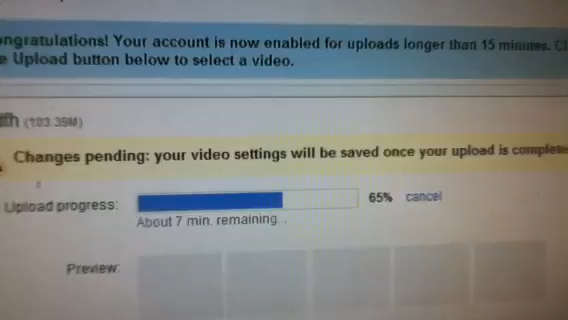 ongratulations! Your account is now enabled for uploads longer than 15 minutes.
e Upload button below to select a video.
(103.39M)
Changes pending: your video settings will be saved once your upload is complete
Upload progress: 65% cancel
About 7 min. remaining...
Preview: